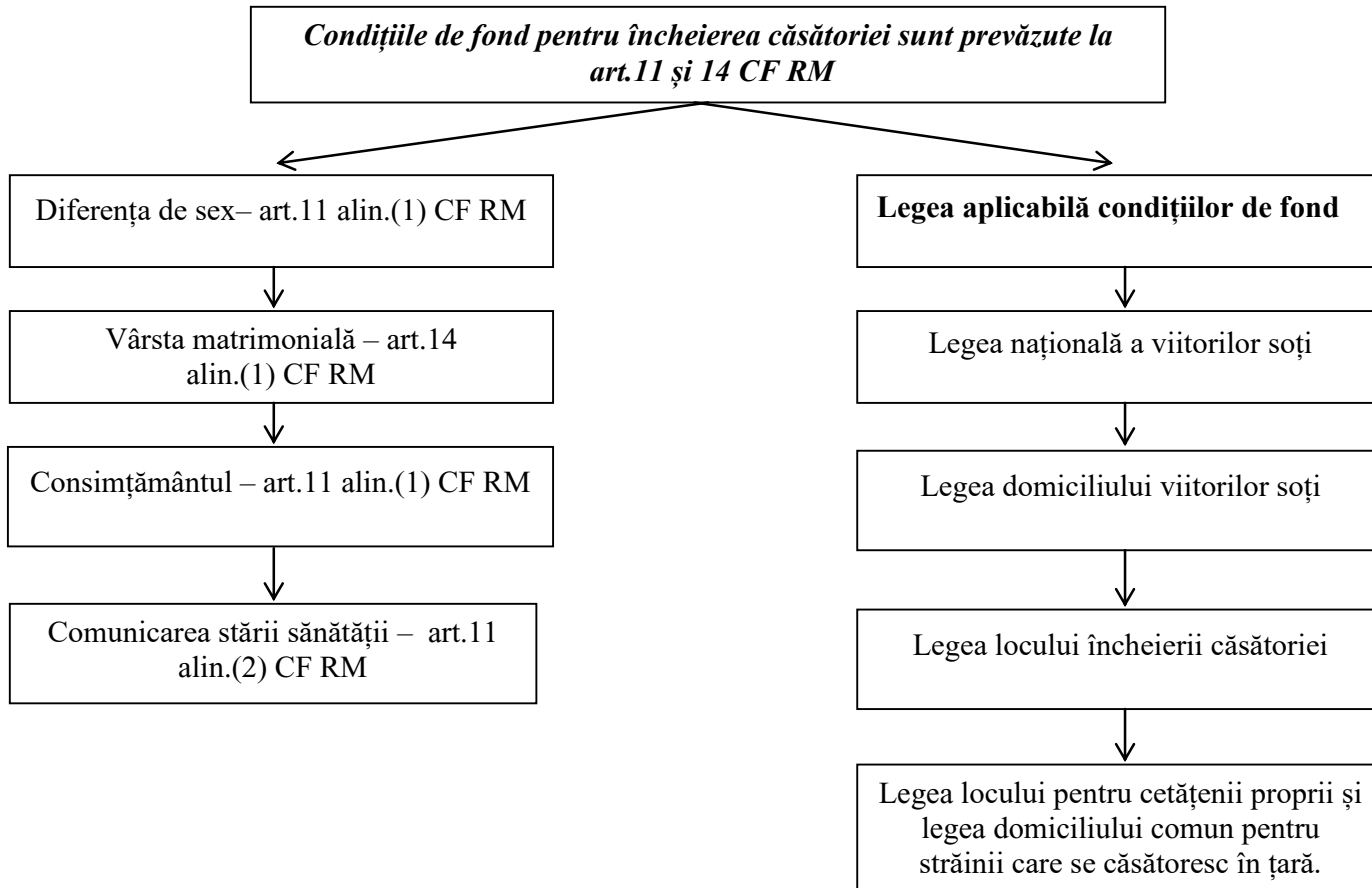 Condițiile de fond pentru încheierea căsătoriei sunt prevăzute la
art.11 și 14 CF RM
Diferența de sex– art.11 alin.(1) CF RM
Vârsta matrimonială – art.14
alin.(1) CF RM
Consimțământul – art.11 alin.(1) CF RM
Comunicarea stării sănătății – art.11
alin.(2) CF RM
Legea aplicabilă condițiilor de fond
Legea națională a viitorilor soți
Legea domiciliului viitorilor soți
Legea locului încheierii căsătoriei
Legea locului pentru cetățenii proprii și
legea domiciliului comun pentru
străinii care se căsătoresc în țară.